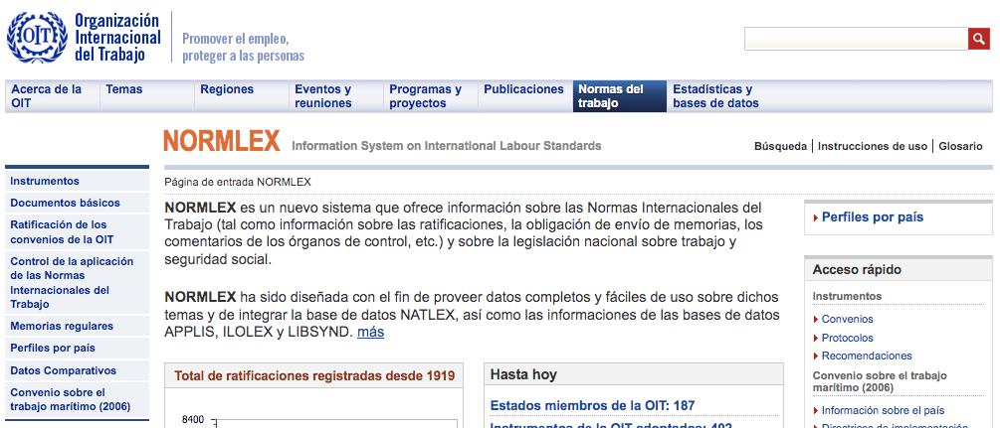 OIT
Organización
Internacional
del Trabajo
Promover el empleo,
proteger a las personas
Acerca de la
OIT
Temas
Regiones
Eventos y
reuniones
Programas y
proyectos
Publicaciones
Normas del
trabajo
Estadísticas y
bases de datos
NORMLEX Information System on International Labour Standards
Búsqueda | Instrucciones de uso | Glosario
Instrumentos
Documentos básicos
Ratificación de los
convenios de la OIT
Control de la aplicación
de las Normas
Internacionales del
Trabajo
Memorias regulares
Perfiles por país
Datos Comparativos
Convenio sobre el
trabajo marítimo (2006)
Página de entrada NORMLEX
NORMLEX es un nuevo sistema que ofrece información sobre las Normas Internacionales del
Trabajo (tal como información sobre las ratificaciones, la obligación de envío de memorias, los
comentarios de los órganos de control, etc.) y sobre la legislación nacional sobre trabajo y
seguridad social.
NORMLEX ha sido diseñada con el fin de proveer datos completos y fáciles de uso sobre dichos
temas y de integrar la base de datos NATLEX, así como las informaciones de las bases de datos
APPLIS, ILOLEX y LIBSYND. más
Total de ratificaciones registradas desde 1919
8400
Hasta hoy
Estados miembros de la OIT: 187
Instrumentos de la OIT adoptados: 402
Perfiles por país
Acceso rápido
Instrumentos
Convenios
Protocolos
Recomendaciones
Convenio sobre el trabajo
marítimo (2006)
Información sobre el país
Directrices de implementación